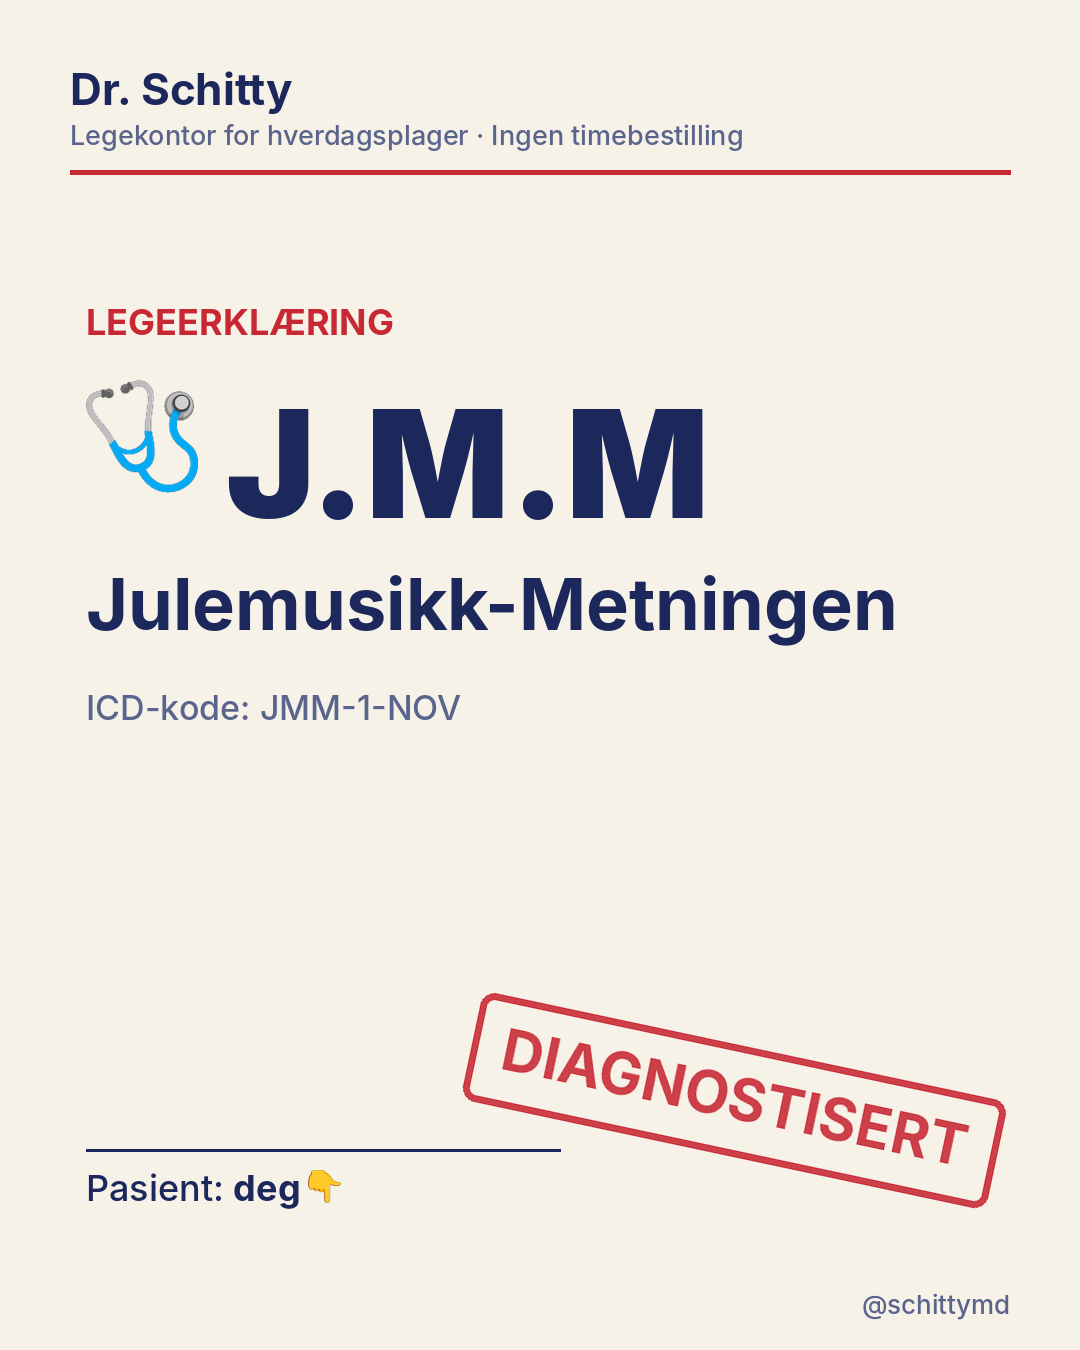 Dr. Schitty
Legekontor for hverdagsplager · Ingen timebestilling
LEGEERKLÆRING
J.M.M
Julemusikk-Metningen
ICD-kode: JMM-1-NOV
DIAGNOSTISERT
Pasient: deg👇
@schittymd